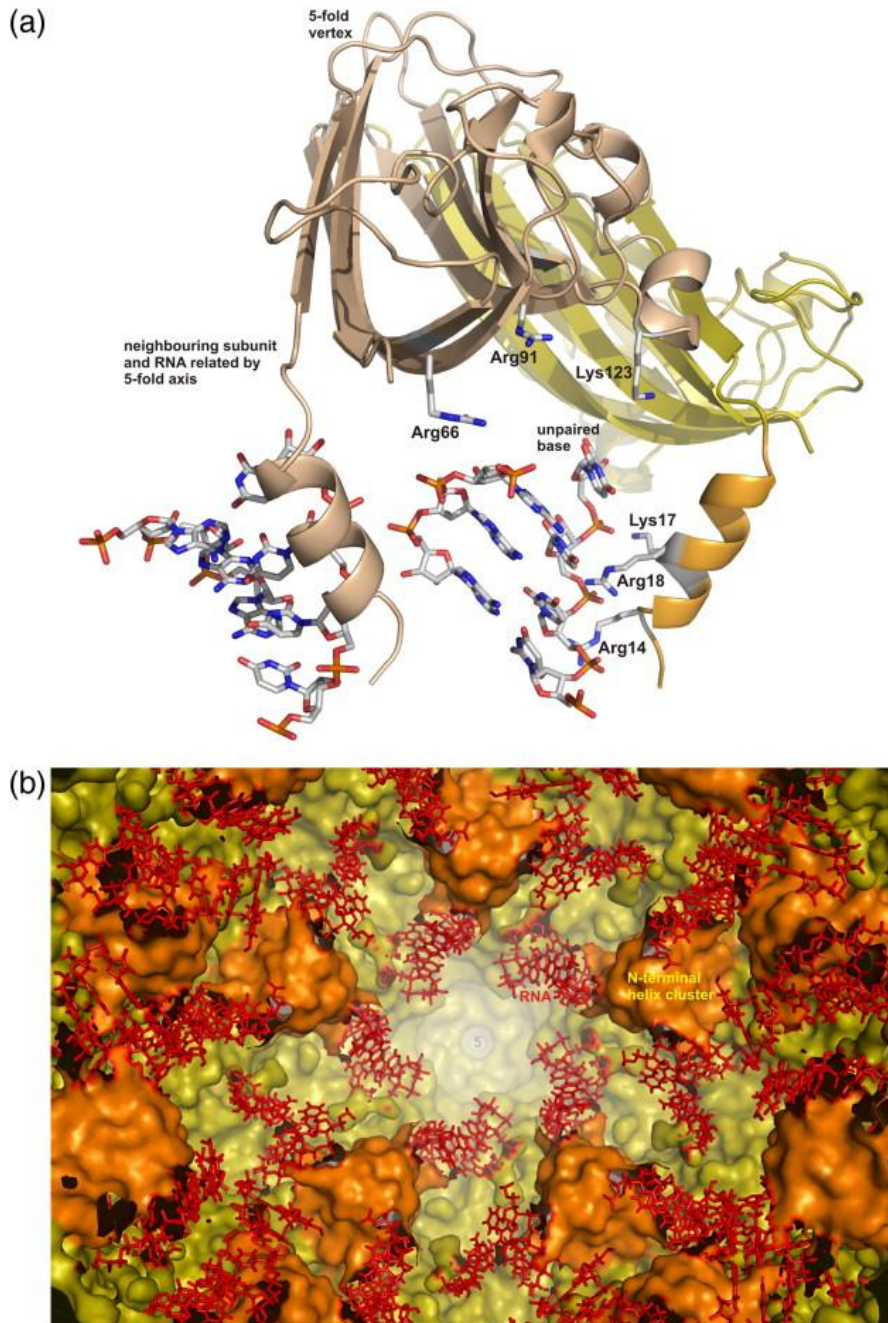 (a)
5-fold
vertex
neighbouring subunit
and RNA related by
5-fold axis
Arg91
Lys123
Arg66
unpaired
base
Lys17
Arg18
Arg14
(b)
N-terminal
helix cluster
RNA
5